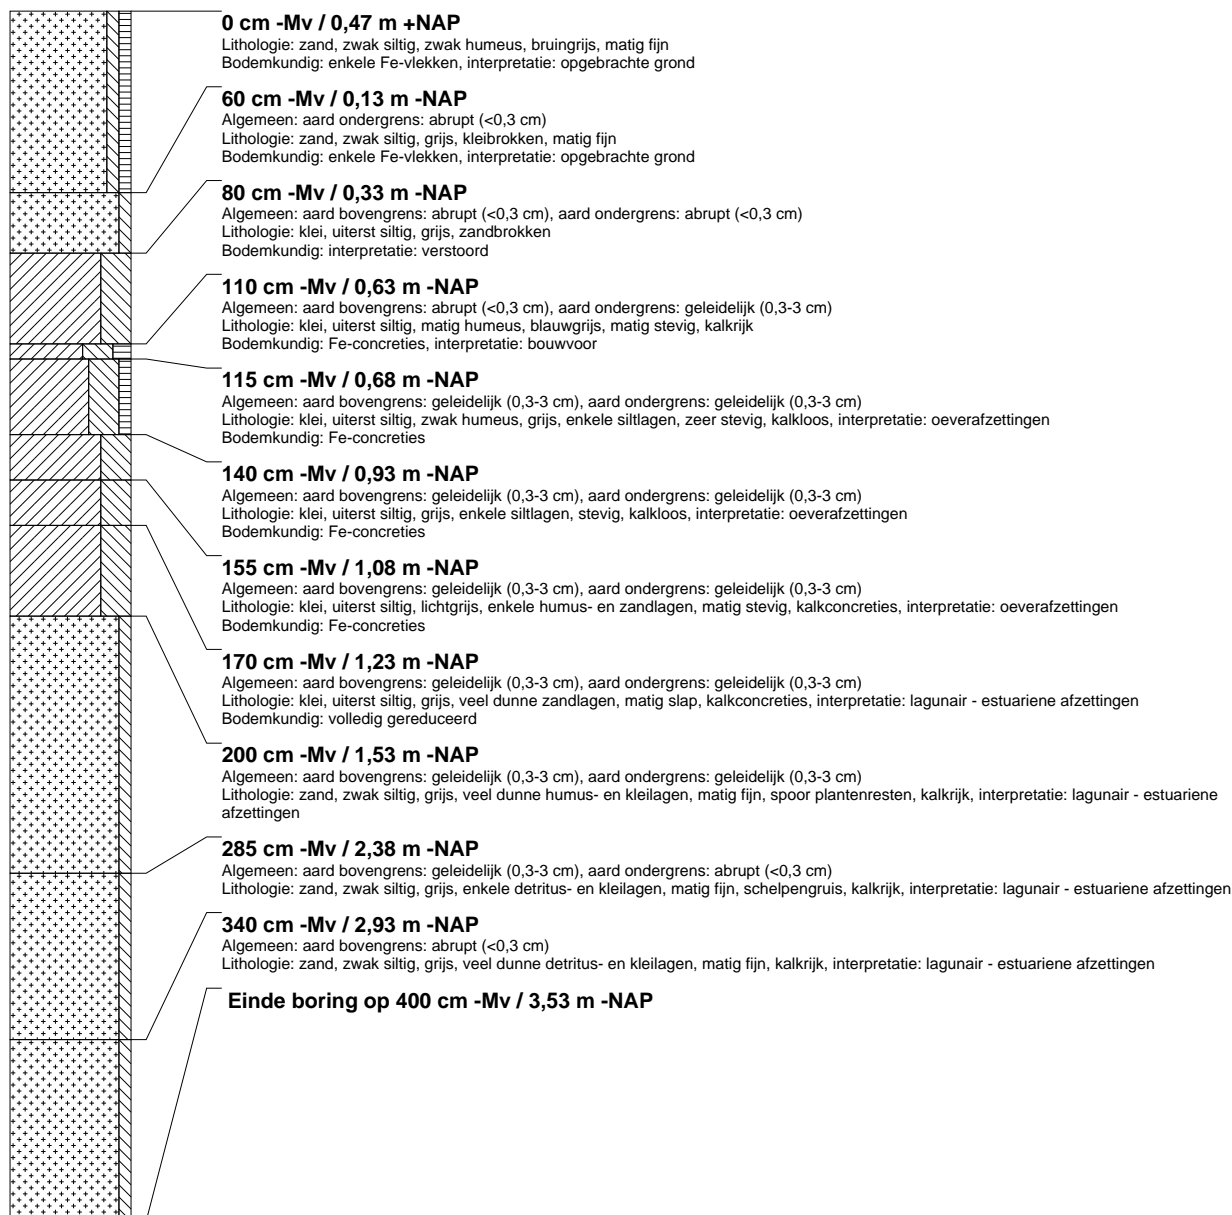 0 cm -Mv / 0,47 m +NAP
Lithologie: zand, zwak siltig, zwak humeus, bruingrijs, matig fijn
Bodemkundig: enkele Fe-vlekken, interpretatie: opgebrachte grond
60 cm -Mv / 0,13 m -NAP
Algemeen: aard ondergrens: abrupt (<0,3 cm)
Lithologie: zand, zwak siltig, grijs, kleibrokken, matig fijn
Bodemkundig: enkele Fe-vlekken, interpretatie: opgebrachte grond
80 cm -Mv / 0,33 m -NAP
Algemeen: aard bovengrens: abrupt (<0,3 cm), aard ondergrens: abrupt (<0,3 cm)
Lithologie: klei, uiterst siltig, grijs, zandbrokken
Bodemkundig: interpretatie: verstoord
110 cm -Mv / 0,63 m -NAP
Algemeen: aard bovengrens: abrupt (<0,3 cm), aard ondergrens: geleidelijk (0,3-3 cm)
Lithologie: klei, uiterst siltig, matig humeus, blauwgrijs, matig stevig, kalkrijk
Bodemkundig: Fe-concreties, interpretatie: bouwvoor
115 cm -Mv / 0,68 m -NAP
Algemeen: aard bovengrens: geleidelijk (0,3-3 cm), aard ondergrens: geleidelijk (0,3-3 cm)
Lithologie: klei, uiterst siltig, zwak humeus, grijs, enkele siltlagen, zeer stevig, kalkloos, interpretatie: oeverafzettingen
Bodemkundig: Fe-concreties
140 cm -Mv / 0,93 m -NAP
Algemeen: aard bovengrens: geleidelijk (0,3-3 cm), aard ondergrens: geleidelijk (0,3-3 cm)
Lithologie: klei, uiterst siltig, grijs, enkele siltlagen, stevig, kalkloos, interpretatie: oeverafzettingen
Bodemkundig: Fe-concreties
155 cm -Mv / 1,08 m -NAP
Algemeen: aard bovengrens: geleidelijk (0,3-3 cm), aard ondergrens: geleidelijk (0,3-3 cm)
Lithologie: klei, uiterst siltig, lichtgrijs, enkele humus- en zandlagen, matig stevig, kalkconcreties, interpretatie: oeverafzettingen
Bodemkundig: Fe-concreties
170 cm -Mv / 1,23 m -NAP
Algemeen: aard bovengrens: geleidelijk (0,3-3 cm), aard ondergrens: geleidelijk (0,3-3 cm)
Lithologie: klei, uiterst siltig, grijs, veel dunne zandlagen, matig slap, kalkconcreties, interpretatie: lagunair - estuariene afzettingen
Bodemkundig: volledig gereduceerd
200 cm -Mv / 1,53 m -NAP
Algemeen: aard bovengrens: geleidelijk (0,3-3 cm), aard ondergrens: geleidelijk (0,3-3 cm)
Lithologie: zand, zwak siltig, grijs, veel dunne humus- en kleilagen, matig fijn, spoor plantenresten, kalkrijk, interpretatie: lagunair - estuariene
afzettingen
285 cm -Mv / 2,38 m -NAP
Algemeen: aard bovengrens: geleidelijk (0,3-3 cm), aard ondergrens: abrupt (<0,3 cm)
Lithologie: zand, zwak siltig, grijs, enkele detritus- en kleilagen, matig fijn, schelpengruis, kalkrijk, interpretatie: lagunair - estuariene afzettingen
340 cm -Mv / 2,93 m -NAP
Algemeen: aard bovengrens: abrupt (<0,3 cm)
Lithologie: zand, zwak siltig, grijs, veel dunne detritus- en kleilagen, matig fijn, kalkrijk, interpretatie: lagunair - estuariene afzettingen
Einde boring op 400 cm -Mv / 3,53 m -NAP